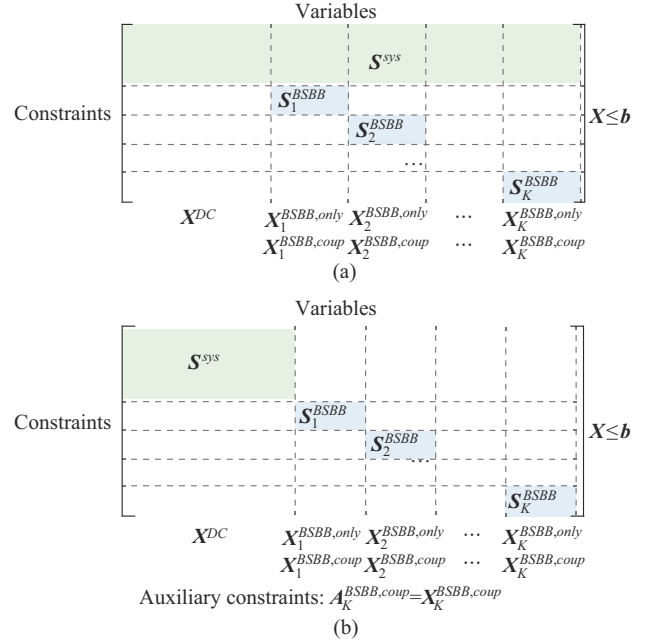 Variables
S^{sys}
S_1^{BSBB}
Constraints
X≤b
S_2^{BSBB}
...
S_K^{BSBB}
X^{DC} X_1^{BSBB,only} X_2^{BSBB,only} ... X_K^{BSBB,only}
X_1^{BSBB,coup} X_2^{BSBB,coup} ... X_K^{BSBB,coup}
(a)
Variables
S^{sys}
S_1^{BSBB}
Constraints
X≤b
S_2^{BSBB}
...
S_K^{BSBB}
X^{DC} X_1^{BSBB,only} X_2^{BSBB,only} ... X_K^{BSBB,only}
X_1^{BSBB,coup} X_2^{BSBB,coup} ... X_K^{BSBB,coup}
Auxiliary constraints: A_K^{BSBB,coup}=X_K^{BSBB,coup}
(b)